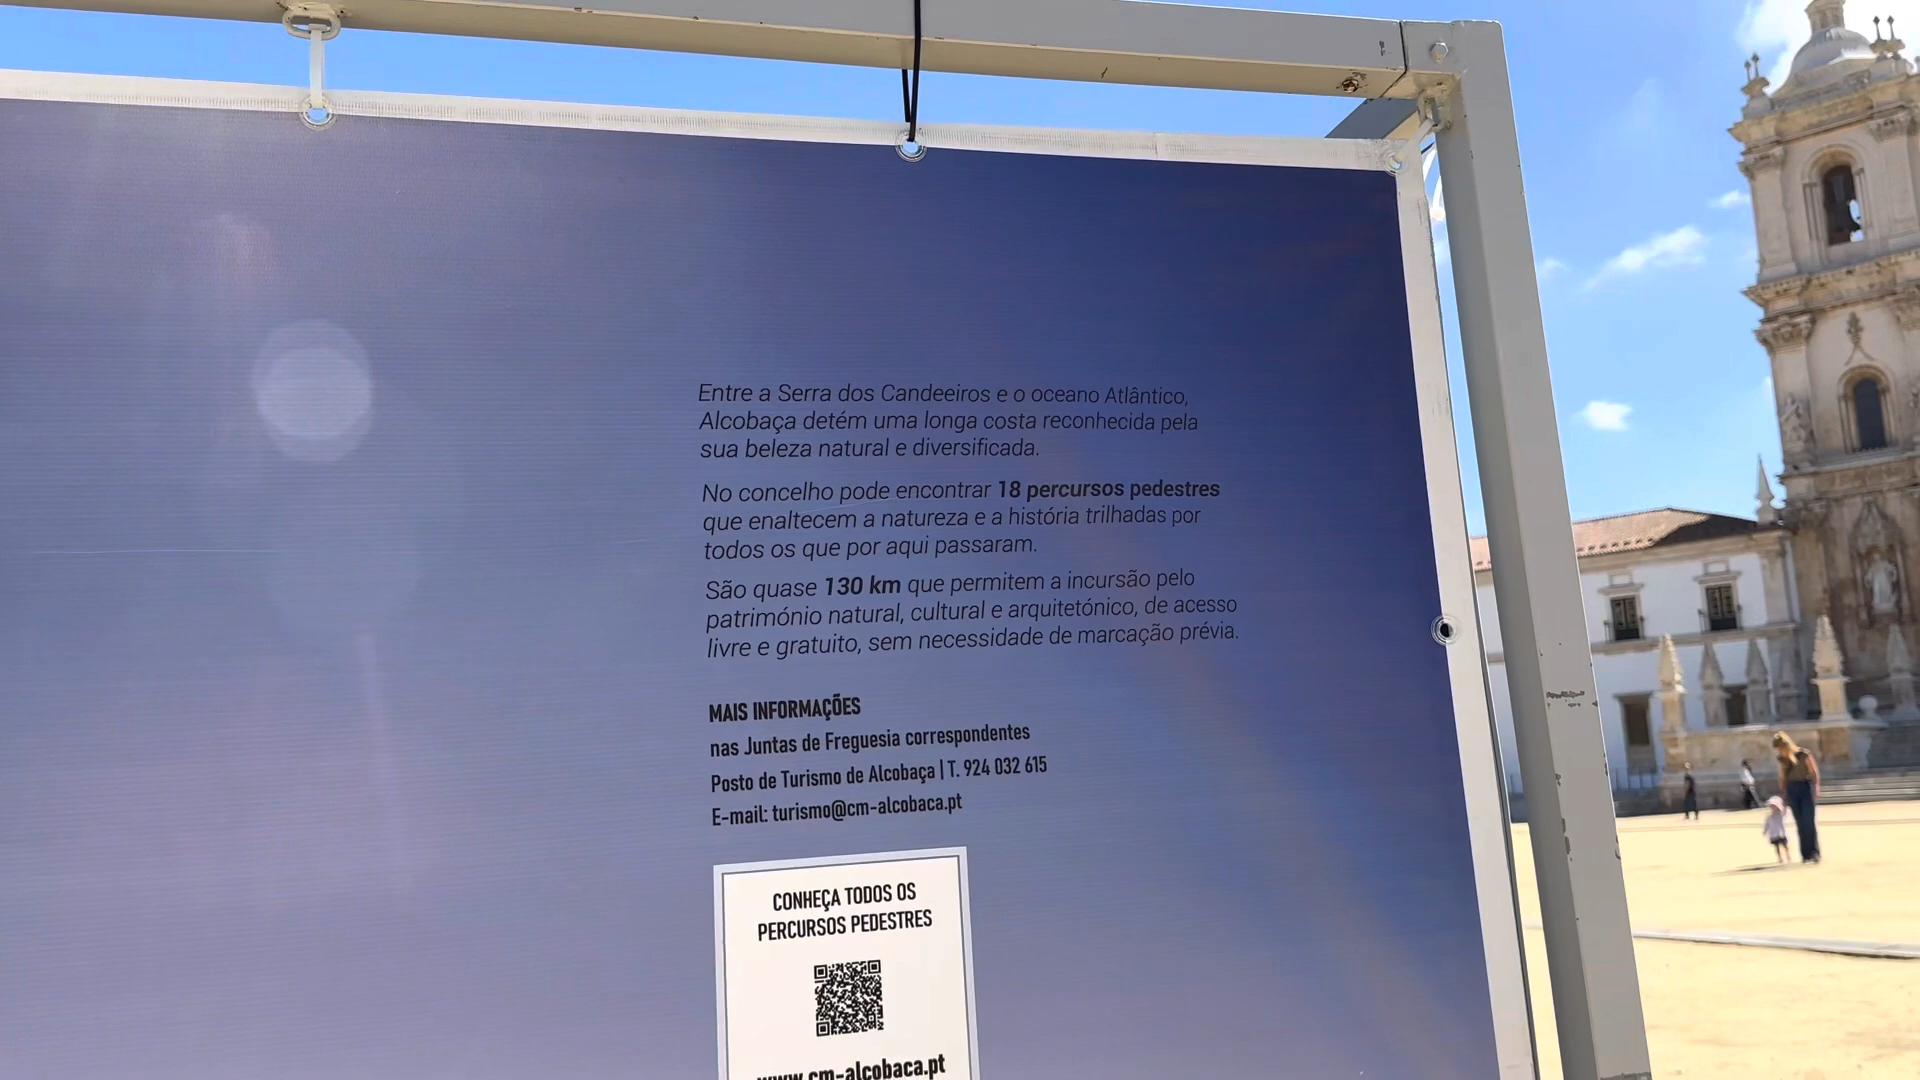 Entre a Serra dos Candeeiros e o oceano Atlântico,
Alcobaça detém uma longa costa reconhecida pela
sua beleza natural e diversificada.
No concelho pode encontrar 18 percursos pedestres
que enaltecem a natureza e a história trilhadas por
todos os que por aqui passaram.
São quase 130 km que permitem a incursão pelo
património natural, cultural e arquitetónico, de acesso
livre e gratuito, sem necessidade de marcação prévia.
MAIS INFORMAÇÕES
nas Juntas de Freguesia correspondentes
Posto de Turismo de Alcobaça | T. 924 032 615
E-mail: turismo@cm-alcobaca.pt
CONHEÇA TODOS OS
PERCURSOS PEDESTRES
www.cm-alcobaca.pt